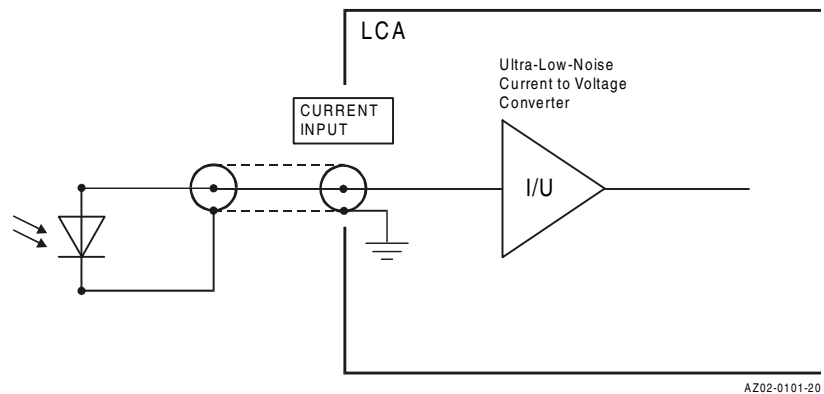 LCA
Ultra-Low-Noise
Current to Voltage
Converter
CURRENT
INPUT
I/U
AZ02-0101-20